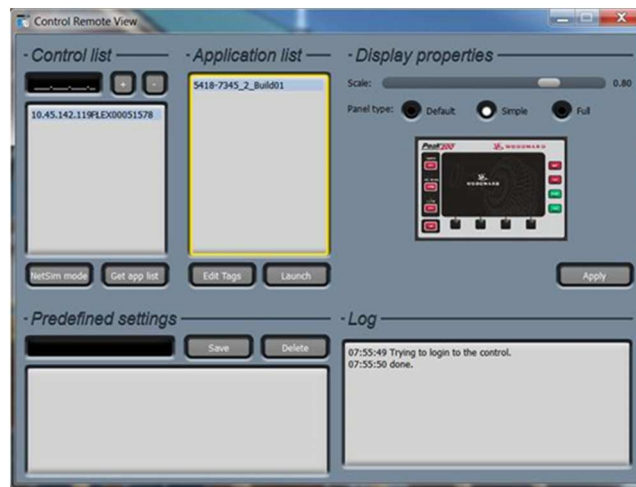 Control Remote View
- Control list
+
-
10.45.142.119FLEX00051578
NetSim mode
Get app list
- Application list
5418-7345_2_Build01
Edit Tags
Launch
- Display properties
Scale:
0.80
Panel type:
Default
Simple
Full
Peak200
WOODWARD
WOODWARD
Apply
- Predefined settings
Save
Delete
- Log
07:55:49 Trying to login to the control.
07:55:50 done.